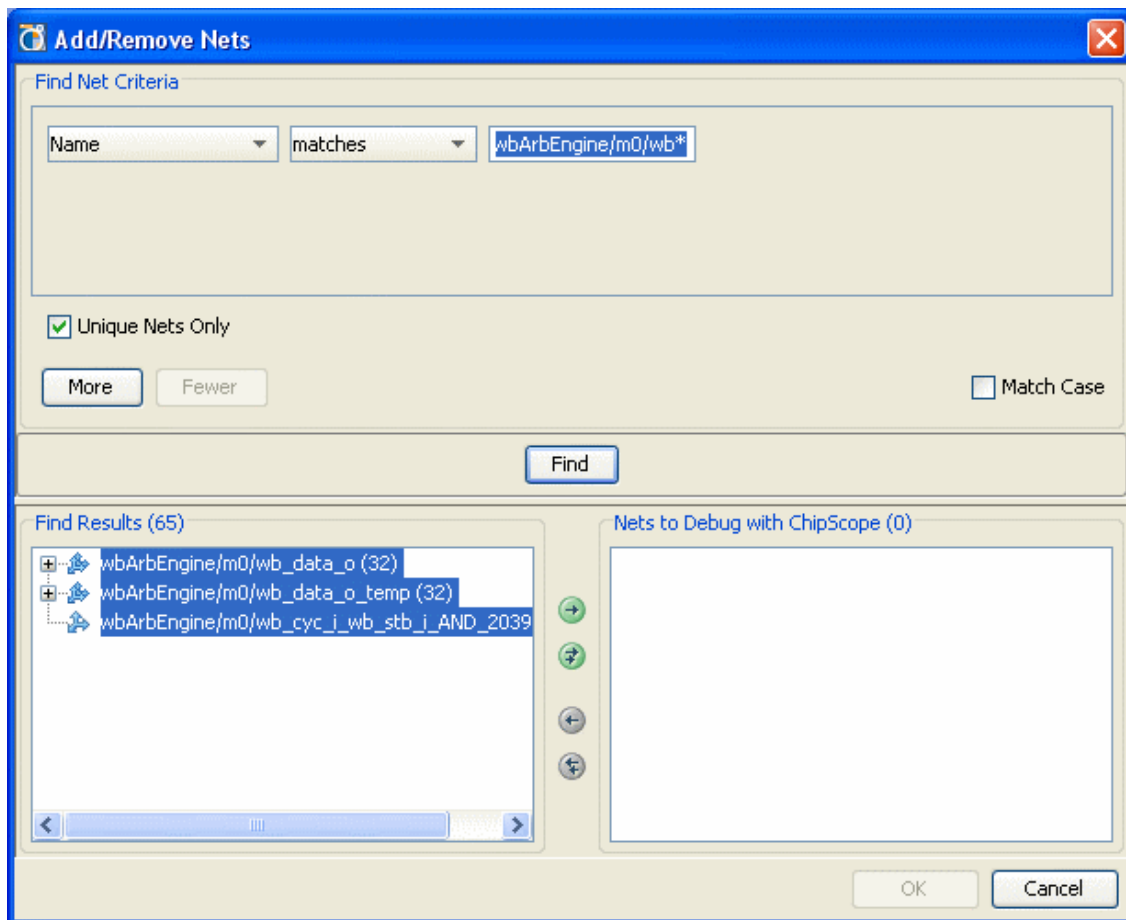 Add/Remove Nets
Find Net Criteria
Name matches wbArbEngine/m0/wb*
Unique Nets Only
More Fewer Match Case
Find
Find Results (65) Nets to Debug with ChipScope (0)
wbArbEngine/m0/wb_data_o (32)
wbArbEngine/m0/wb_data_o_temp (32)
wbArbEngine/m0/wb_cyc_i_wb_stb_i_AND_2039
OK Cancel